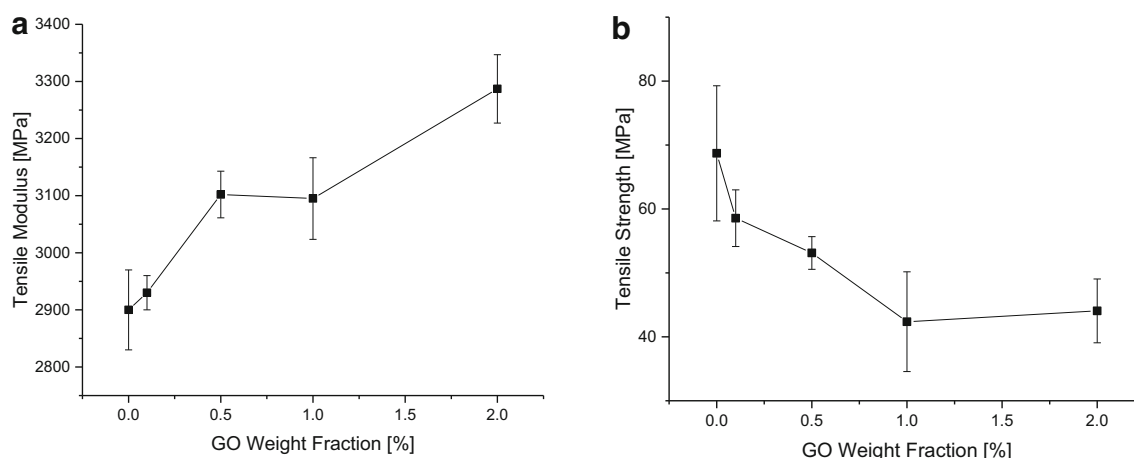 a
3400
3300
3200
3100
3000
2900
2800
Tensile Modulus [MPa]
0.0 0.5 1.0 1.5 2.0
GO Weight Fraction [%]
b
80
60
40
Tensile Strength [MPa]
0.0 0.5 1.0 1.5 2.0
GO Weight Fraction [%]